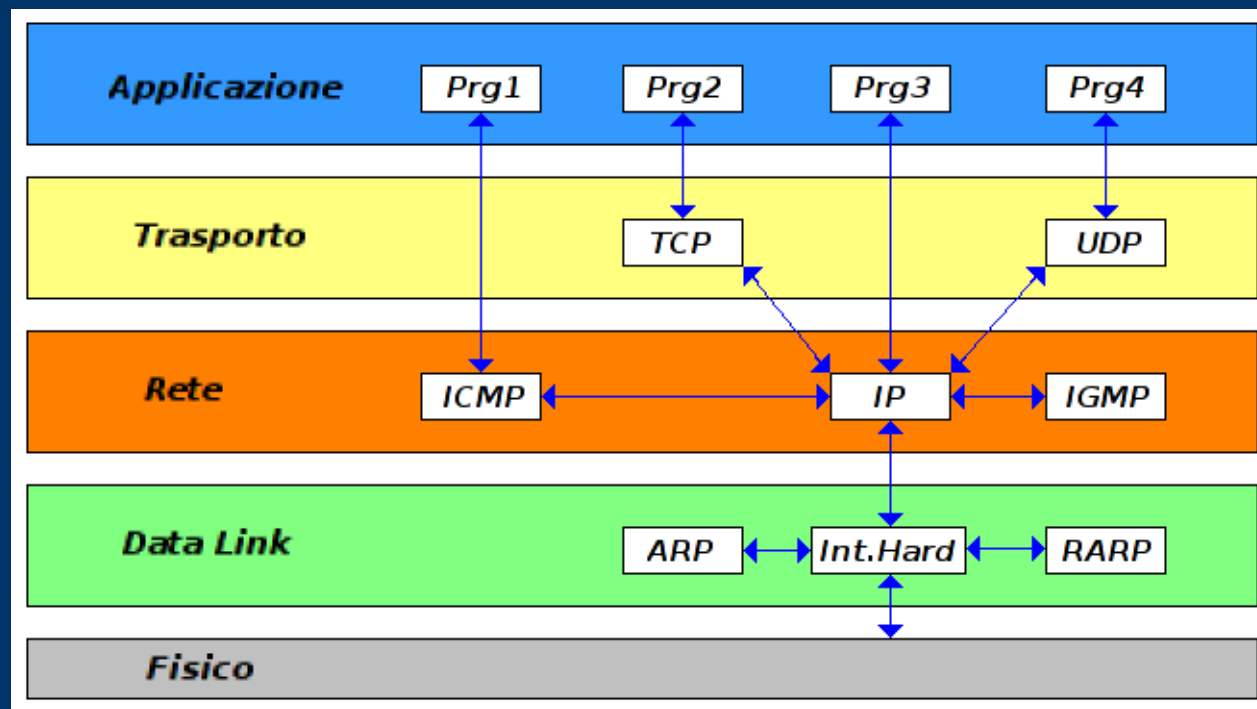 Applicazione Prg1 Prg2 Prg3 Prg4
Trasporto TCP UDP
Rete ICMP IP IGMP
Data Link ARP Int.Hard RARP
Fisico